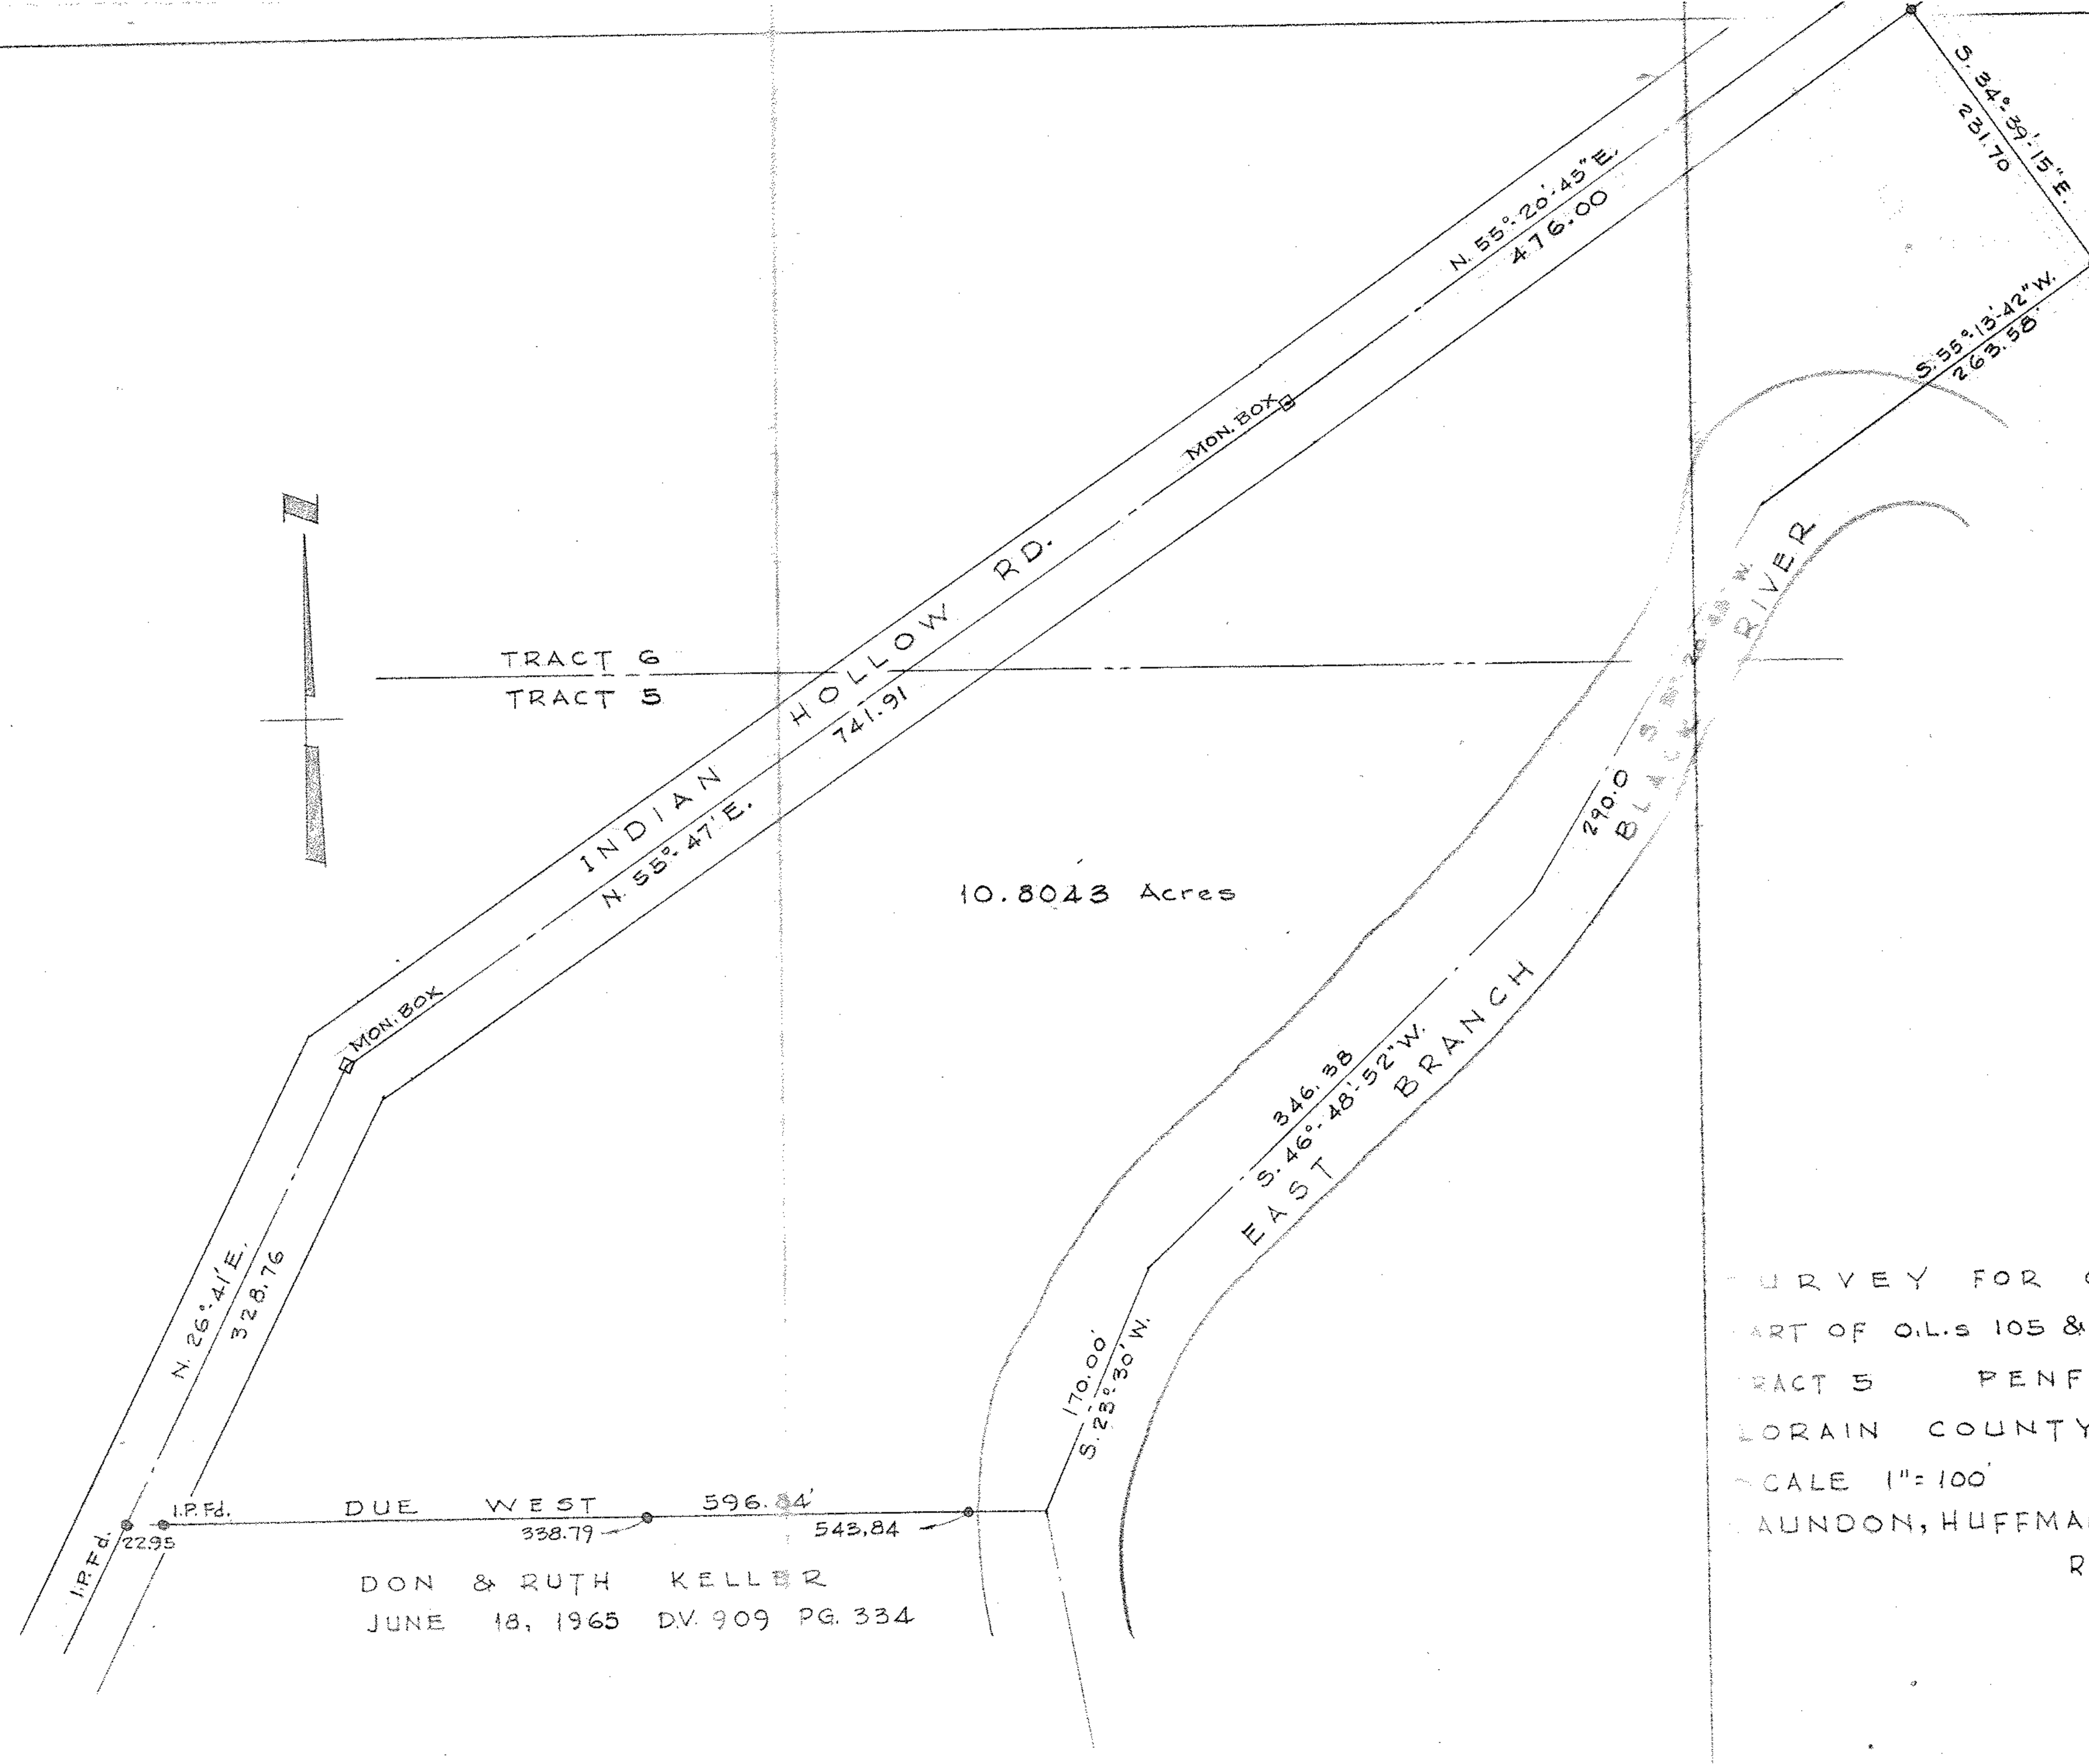 S. 34°-39'-15"E.
231.70
N. 55°-20'-45"E.
476.00
S. 55°-13'-42"W.
263.58'
MON. BOX
N
TRACT 6
TRACT 5
INDIAN HOLLOW RD.
741.91
N. 55°-47'E.
RIVER
BLACK
290.0
10.8043 Acres
MON. BOX
346.38
S. 46°-48'-52"W.
EAST BRANCH
N. 26°-41'E.
328.76
170.00'
S. 23°-30'W.
URVEY FOR
ART OF O.L.s 105 &
RACT 5 PENF
LORAIN COUNTY
CALE 1"=100'
AUNDON, HUFFMA
R
I.P.Fd.
I.P.Fd.
DUE WEST 596.84'
22.95
338.79
543.84
DON & RUTH KELLER
JUNE 18, 1965 D.V. 909 PG. 334